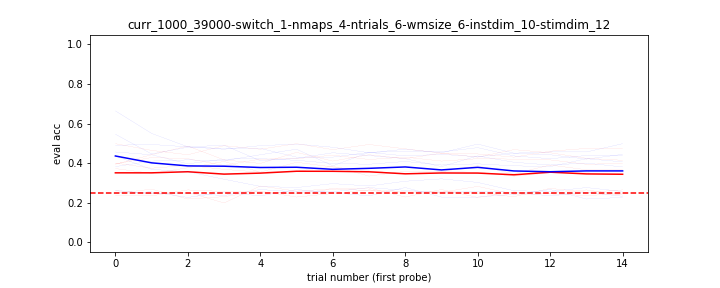 curr_1000_39000-switch_1-nmaps_4-ntrials_6-wmsize_6-instdim_10-stimdim_12
1.0
0.8
0.6
0.4
0.2
0.0
eval acc
0 2 4 6 8 10 12 14
trial number (first probe)